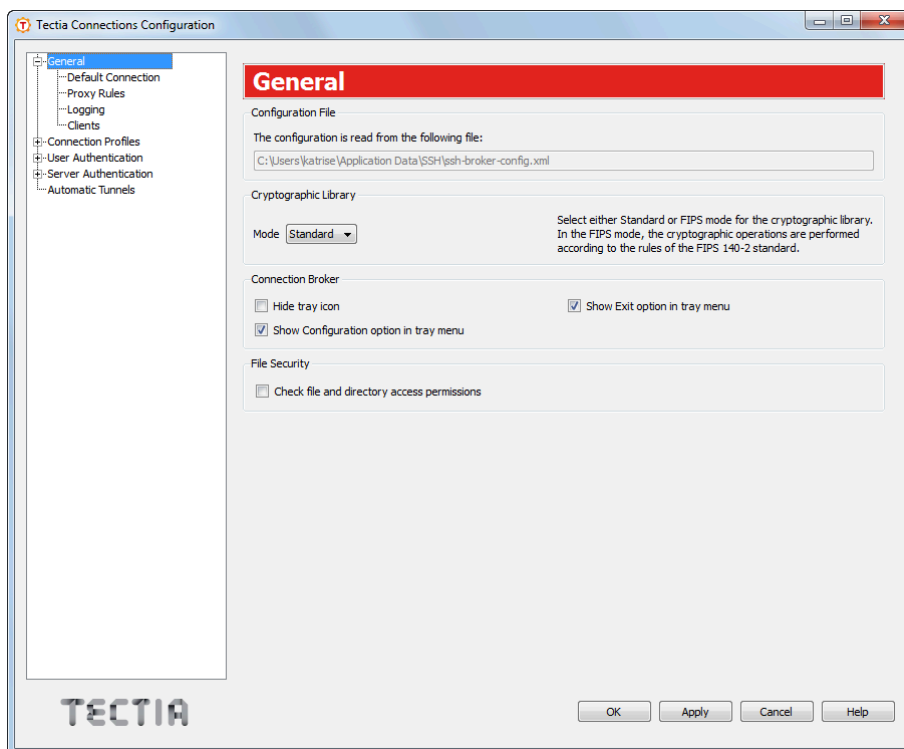 Tectia Connections Configuration
General
Default Connection
Proxy Rules
Logging
Clients
Connection Profiles
User Authentication
Server Authentication
Automatic Tunnels
General
Configuration File
The configuration is read from the following file:
C:\Users\katrise\Application Data\SSH\ssh-broker-config.xml
Cryptographic Library
Mode Standard
Select either Standard or FIPS mode for the cryptographic library.
In the FIPS mode, the cryptographic operations are performed
according to the rules of the FIPS 140-2 standard.
Connection Broker
Hide tray icon
Show Exit option in tray menu
Show Configuration option in tray menu
File Security
Check file and directory access permissions
TECTIA
OK Apply Cancel Help